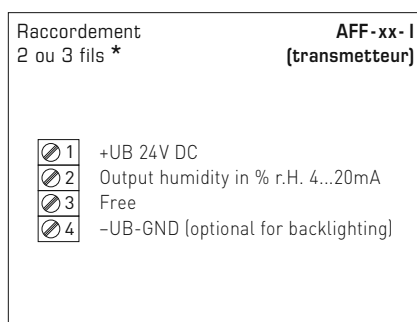 Raccordement AFF-xx-I
2 ou 3 fils * (transmetteur)
1 +UB 24V DC
2 Output humidity in % r.H. 4...20mA
3 Free
4 –UB-GND (optional for backlighting)